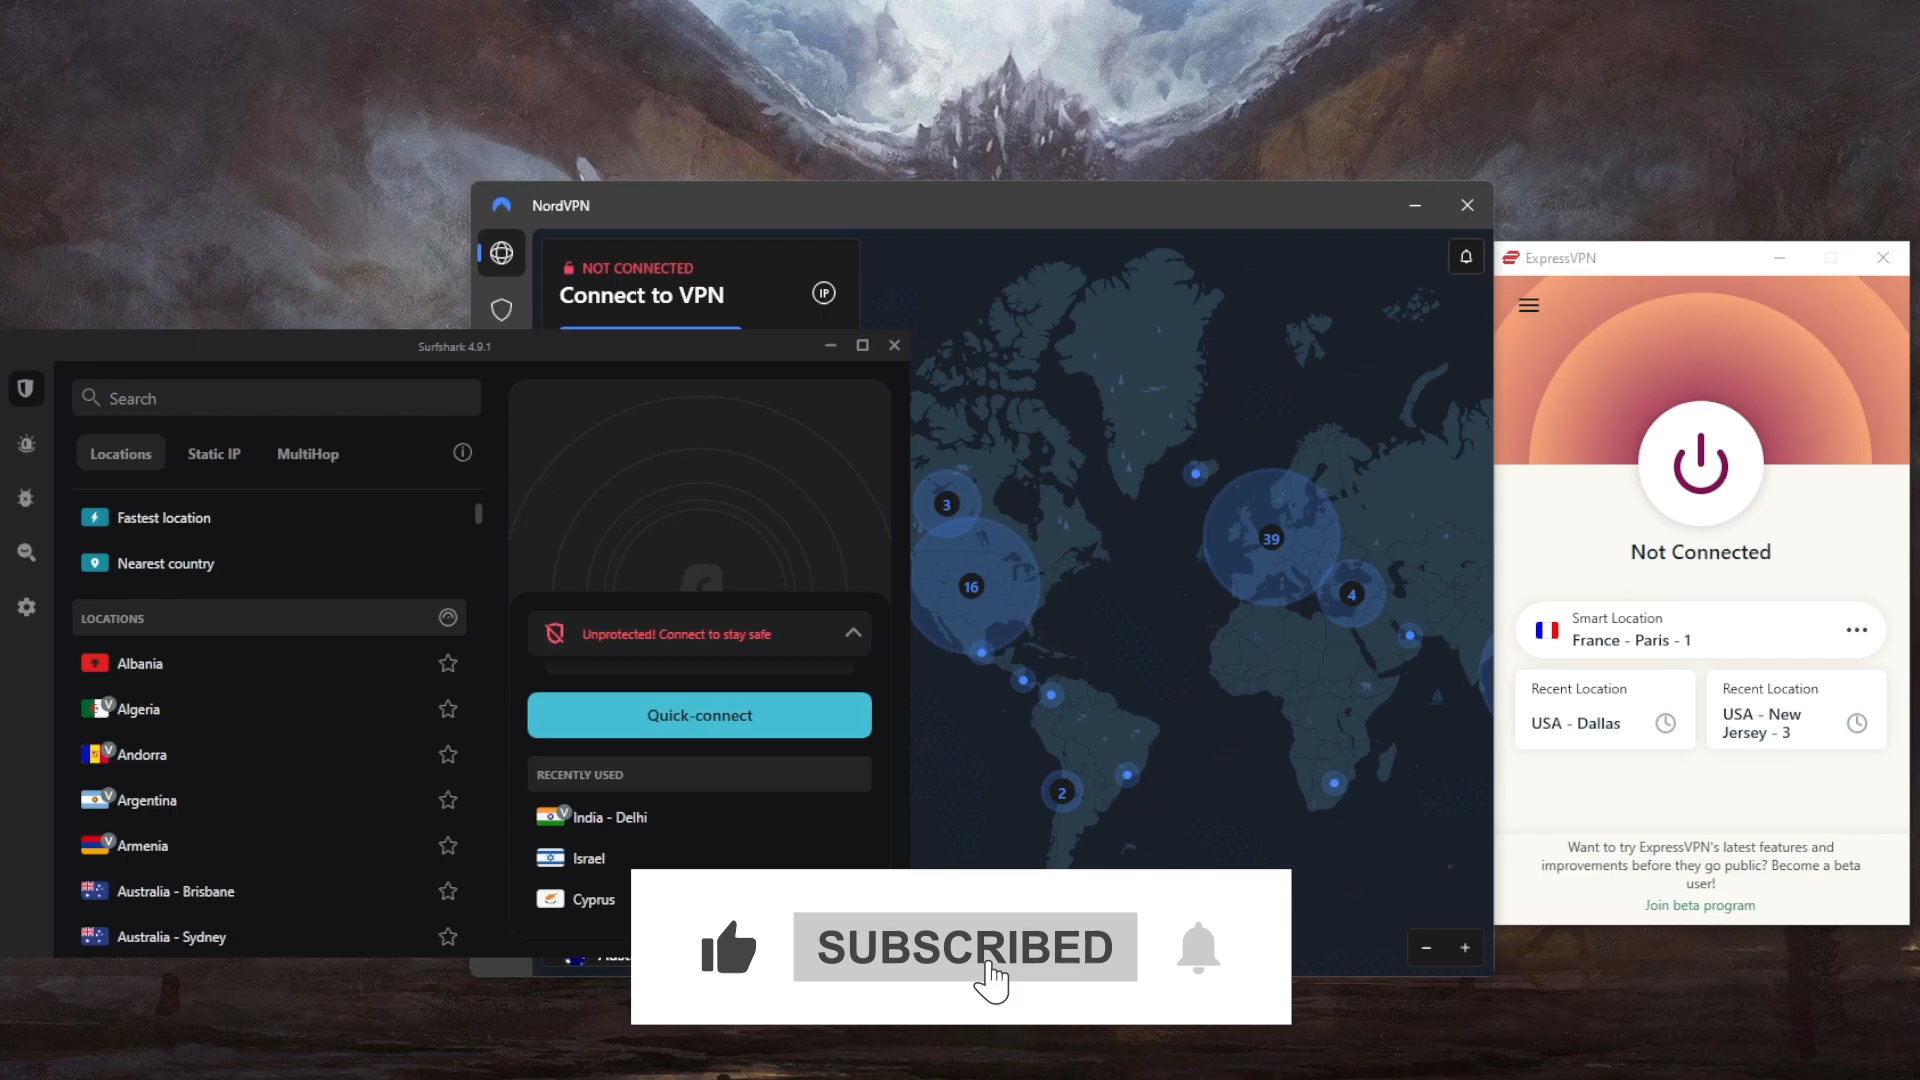 NordVPN
NOT CONNECTED
Connect to VPN
IP
3
16
39
4
2
Surfshark 4.9.1
Search
Locations
Static IP
MultiHop
Fastest location
Nearest country
LOCATIONS
Albania
V
Algeria
V
Andorra
V
Argentina
V
Armenia
Australia - Brisbane
Australia - Sydney
Unprotected! Connect to stay safe
Quick-connect
RECENTLY USED
V
India - Delhi
Israel
Cyprus
SUBSCRIBED
ExpressVPN
Not Connected
Smart Location
France - Paris - 1
Recent Location
USA - Dallas
Recent Location
USA - New
Jersey - 3
Want to try ExpressVPN's latest features and
improvements before they go public? Become a beta
user!
Join beta program